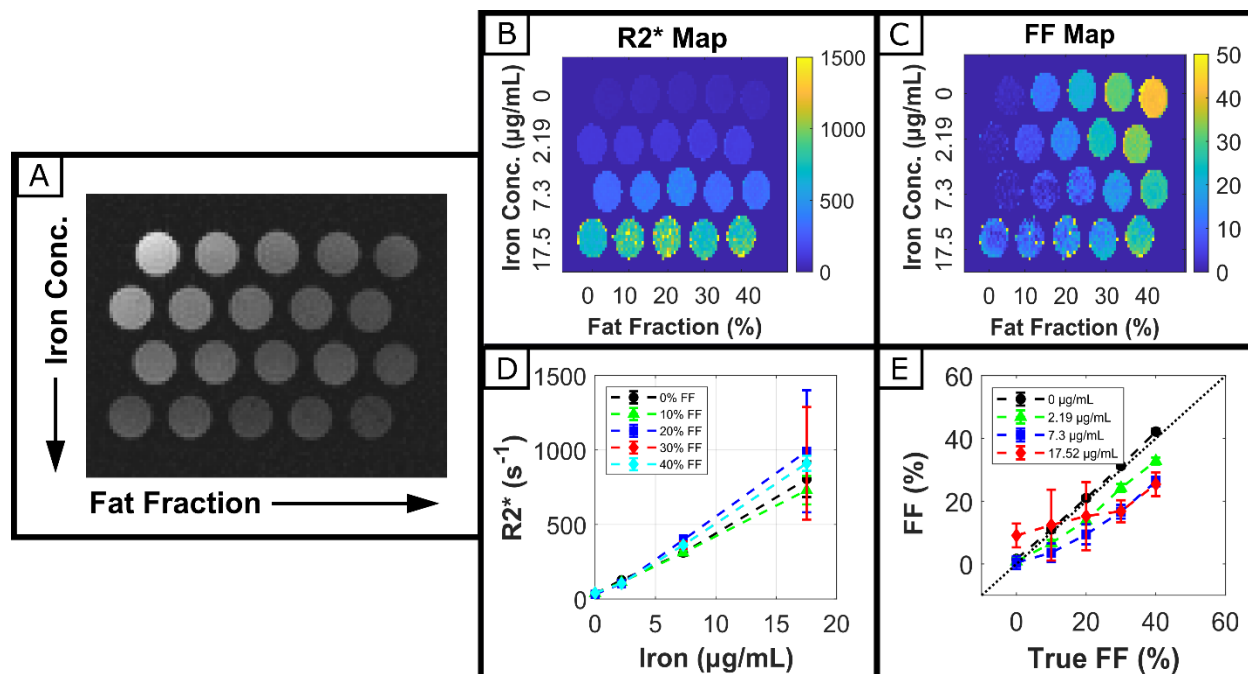 A
Iron Conc.
Fat Fraction
B
R2* Map
Iron Conc. (µg/mL)
0
2.19
7.3
17.5
0 10 20 30 40
Fat Fraction (%)
1500
1000
500
0
C
FF Map
Iron Conc. (µg/mL)
0
2.19
7.3
17.5
0 10 20 30 40
Fat Fraction (%)
50
40
30
20
10
0
D
R2* (s-1)
1500
1000
500
0
0% FF
10% FF
20% FF
30% FF
40% FF
0 5 10 15 20
Iron (µg/mL)
E
FF (%)
60
40
20
0
0 µg/mL
2.19 µg/mL
7.3 µg/mL
17.52 µg/mL
0 20 40 60
True FF (%)